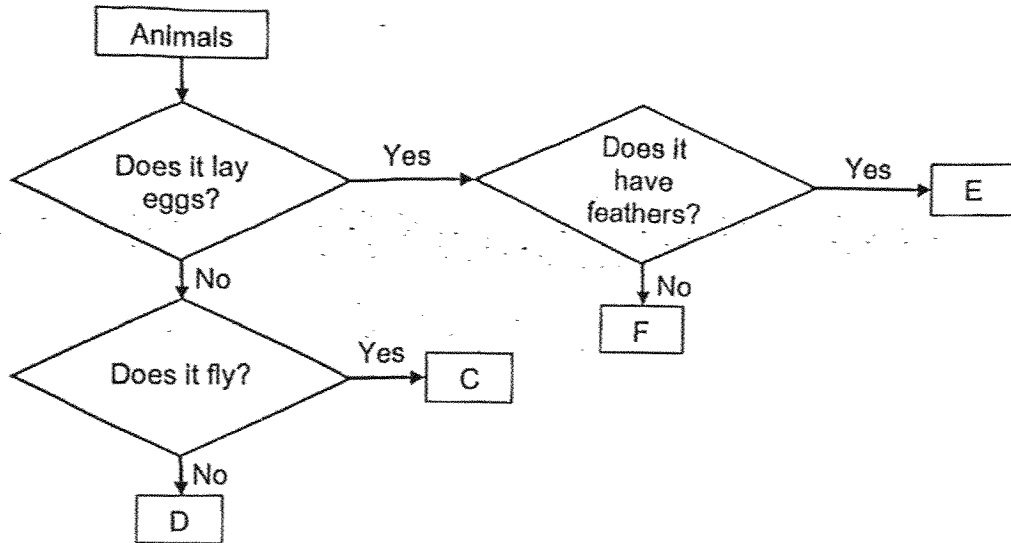 Animals
Does it lay
eggs?
Yes
Does it
have
feathers?
Yes
E
No
No
F
Does it fly?
Yes
C
No
D